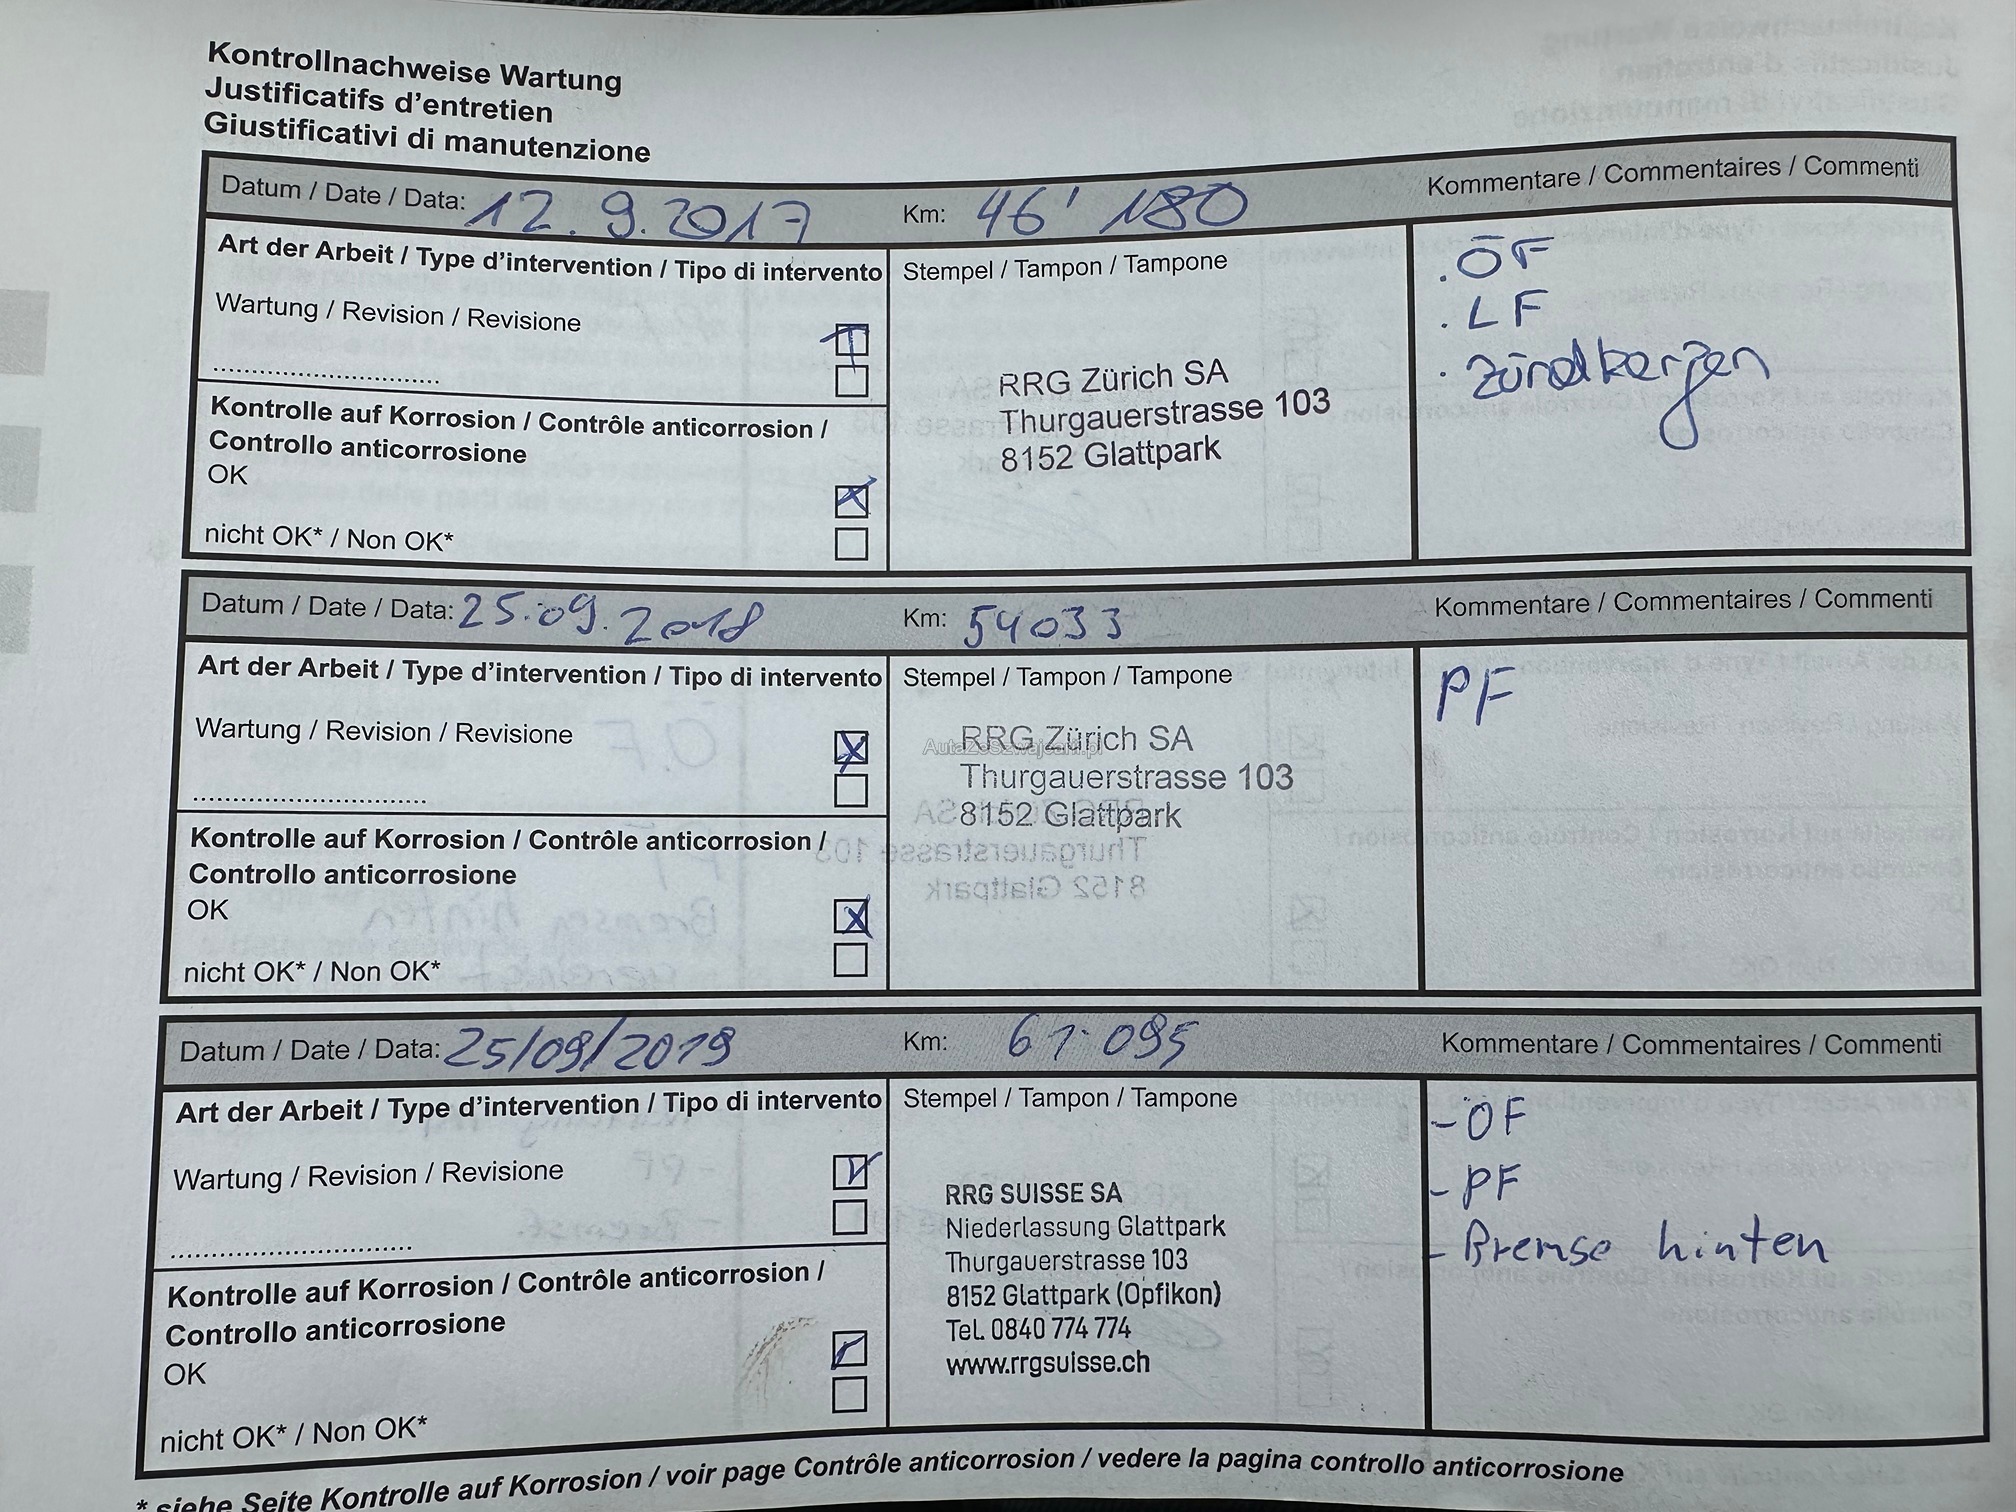 Kontrollnachweise Wartung
Justificatifs d'entretien
Giustificativi di manutenzione
Datum / Date / Data: 12.9.2017 Km: 46'180 Kommentare / Commentaires / Commenti
Art der Arbeit / Type d'intervention / Tipo di intervento
Wartung / Revision / Revisione
Kontrolle auf Korrosion / Contrôle anticorrosion /
Controllo anticorrosione
OK
nicht OK* / Non OK*
Stempel / Tampon / Tampone
RRG Zürich SA
Thurgauerstrasse 103
8152 Glattpark
. ÖF
. LF
. Zündkerzen
Datum / Date / Data: 25.09.2018 Km: 54033 Kommentare / Commentaires / Commenti
Art der Arbeit / Type d'intervention / Tipo di intervento
Wartung / Revision / Revisione
Kontrolle auf Korrosion / Contrôle anticorrosion /
Controllo anticorrosione
OK
nicht OK* / Non OK*
Stempel / Tampon / Tampone
RRG Zürich SA
AutaZeSzwajcarii.pl
Thurgauerstrasse 103
8152 Glattpark
PF
Datum / Date / Data: 25/09/2019 Km: 61.095 Kommentare / Commentaires / Commenti
Art der Arbeit / Type d'intervention / Tipo di intervento
Wartung / Revision / Revisione
Kontrolle auf Korrosion / Contrôle anticorrosion /
Controllo anticorrosione
OK
nicht OK* / Non OK*
Stempel / Tampon / Tampone
RRG SUISSE SA
Niederlassung Glattpark
Thurgauerstrasse 103
8152 Glattpark (Opfikon)
Tel. 0840 774 774
www.rrgsuisse.ch
- ÖF
- PF
- Bremse hinten
* siehe Seite Kontrolle auf Korrosion / voir page Contrôle anticorrosion / vedere la pagina controllo anticorrosione